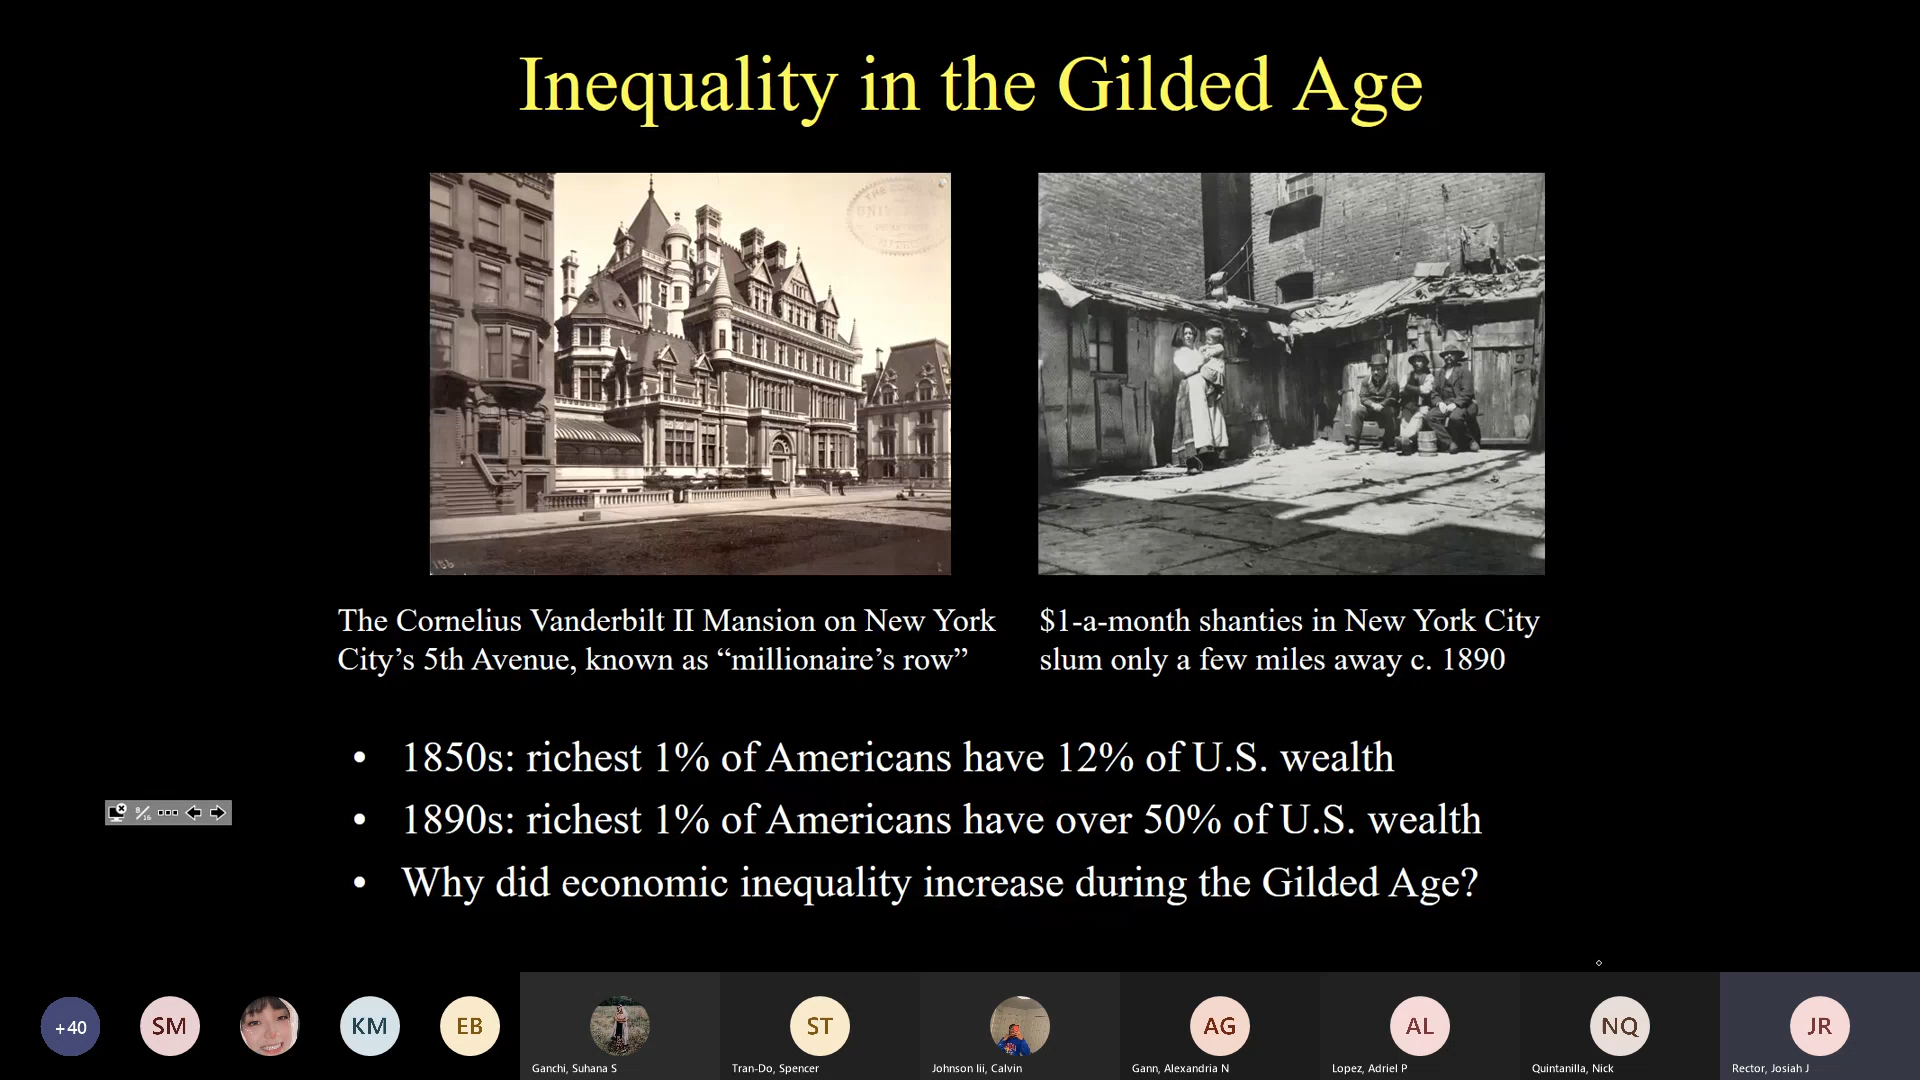 Inequality in the Gilded Age
THE CORNELL
UNIVERSITY
186
The Cornelius Vanderbilt II Mansion on New York
City’s 5th Avenue, known as “millionaire’s row”
$1-a-month shanties in New York City
slum only a few miles away c. 1890
• 1850s: richest 1% of Americans have 12% of U.S. wealth
• 1890s: richest 1% of Americans have over 50% of U.S. wealth
• Why did economic inequality increase during the Gilded Age?
+40
SM
KM
EB
ST
AG
AL
NQ
JR
Ganchi, Suhana S
Tran-Do, Spencer
Johnson Iii, Calvin
Gann, Alexandria N
Lopez, Adriel P
Quintanilla, Nick
Rector, Josiah J